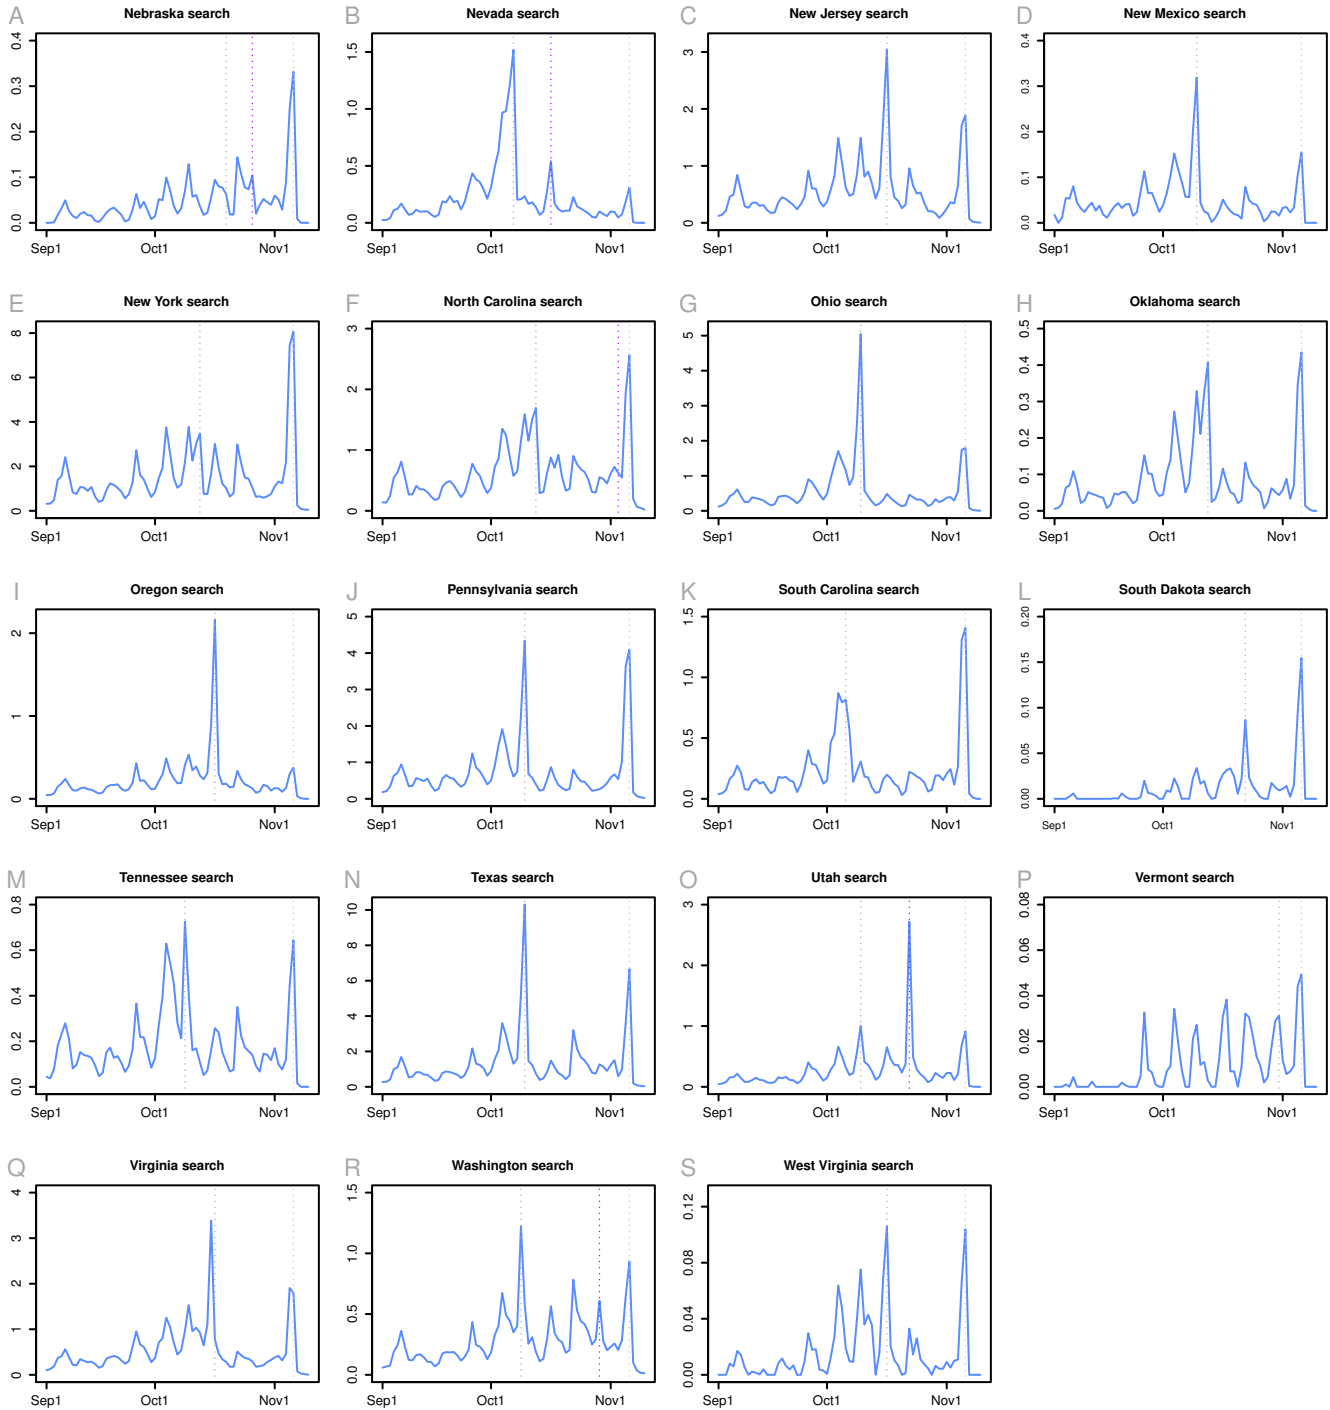 A Nebraska search
0.0 0.1 0.2 0.3 0.4
Sep1 Oct1 Nov1
B Nevada search
0.0 0.5 1.0 1.5
Sep1 Oct1 Nov1
C New Jersey search
0 1 2 3
Sep1 Oct1 Nov1
D New Mexico search
0.0 0.1 0.2 0.3 0.4
Sep1 Oct1 Nov1
E New York search
0 2 4 6 8
Sep1 Oct1 Nov1
F North Carolina search
0 1 2 3
Sep1 Oct1 Nov1
G Ohio search
0 1 2 3 4 5
Sep1 Oct1 Nov1
H Oklahoma search
0.0 0.1 0.2 0.3 0.4 0.5
Sep1 Oct1 Nov1
I Oregon search
0 1 2
Sep1 Oct1 Nov1
J Pennsylvania search
0 1 2 3 4 5
Sep1 Oct1 Nov1
K South Carolina search
0.0 0.5 1.0 1.5
Sep1 Oct1 Nov1
L South Dakota search
0.00 0.05 0.10 0.15 0.20
Sep1 Oct1 Nov1
M Tennessee search
0.0 0.2 0.4 0.6 0.8
Sep1 Oct1 Nov1
N Texas search
0 2 4 6 8 10
Sep1 Oct1 Nov1
O Utah search
0 1 2 3
Sep1 Oct1 Nov1
P Vermont search
0.00 0.02 0.04 0.06 0.08
Sep1 Oct1 Nov1
Q Virginia search
0 1 2 3 4
Sep1 Oct1 Nov1
R Washington search
0.0 0.5 1.0 1.5
Sep1 Oct1 Nov1
S West Virginia search
0.00 0.04 0.08 0.12
Sep1 Oct1 Nov1